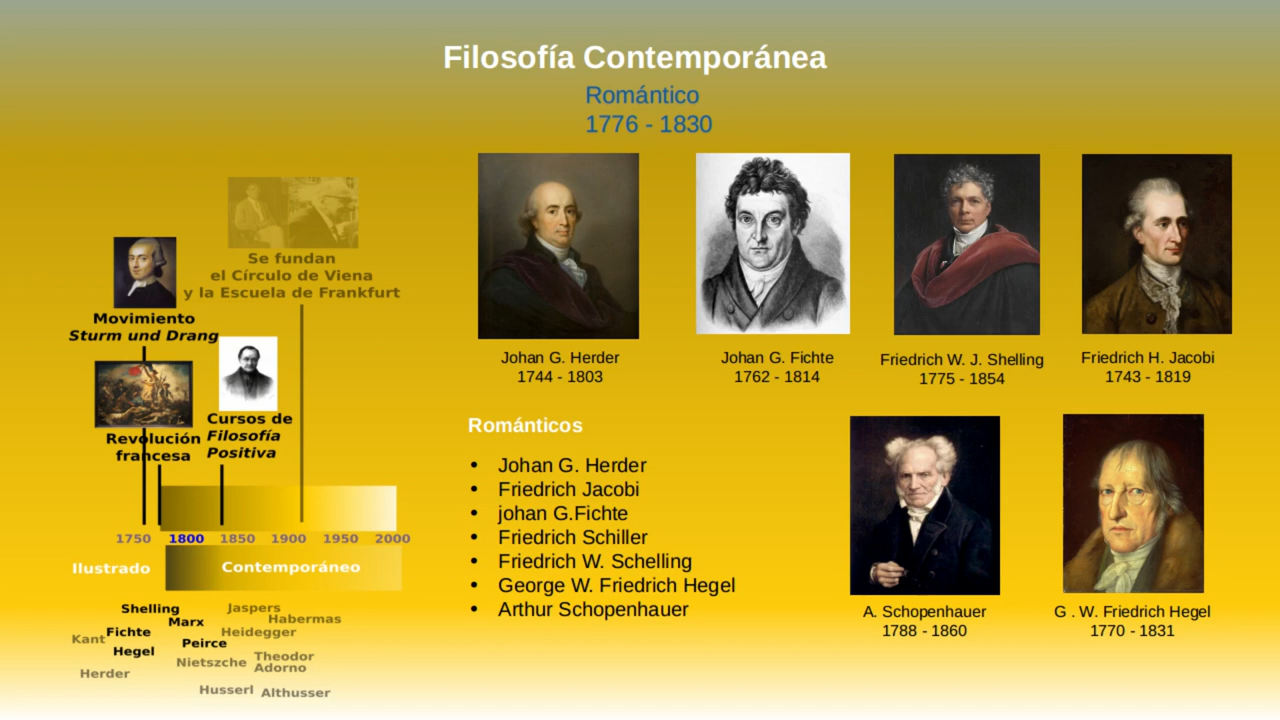 Filosofía Contemporánea
Romántico
1776 - 1830
Se fundan
el Círculo de Viena
y la Escuela de Frankfurt
Movimiento
Sturm und Drang
Revolución
francesa
Cursos de
Filosofía
Positiva
1750 1800 1850 1900 1950 2000
Ilustrado
Contemporáneo
Shelling
Jaspers
Marx
Habermas
Fichte
Heidegger
Kant
Peirce
Hegel
Nietszche
Theodor
Adorno
Herder
Husserl
Althusser
Johan G. Herder
1744 - 1803
Johan G. Fichte
1762 - 1814
Friedrich W. J. Shelling
1775 - 1854
Friedrich H. Jacobi
1743 - 1819
Románticos
• Johan G. Herder
• Friedrich Jacobi
• johan G.Fichte
• Friedrich Schiller
• Friedrich W. Schelling
• George W. Friedrich Hegel
• Arthur Schopenhauer
A. Schopenhauer
1788 - 1860
G . W. Friedrich Hegel
1770 - 1831